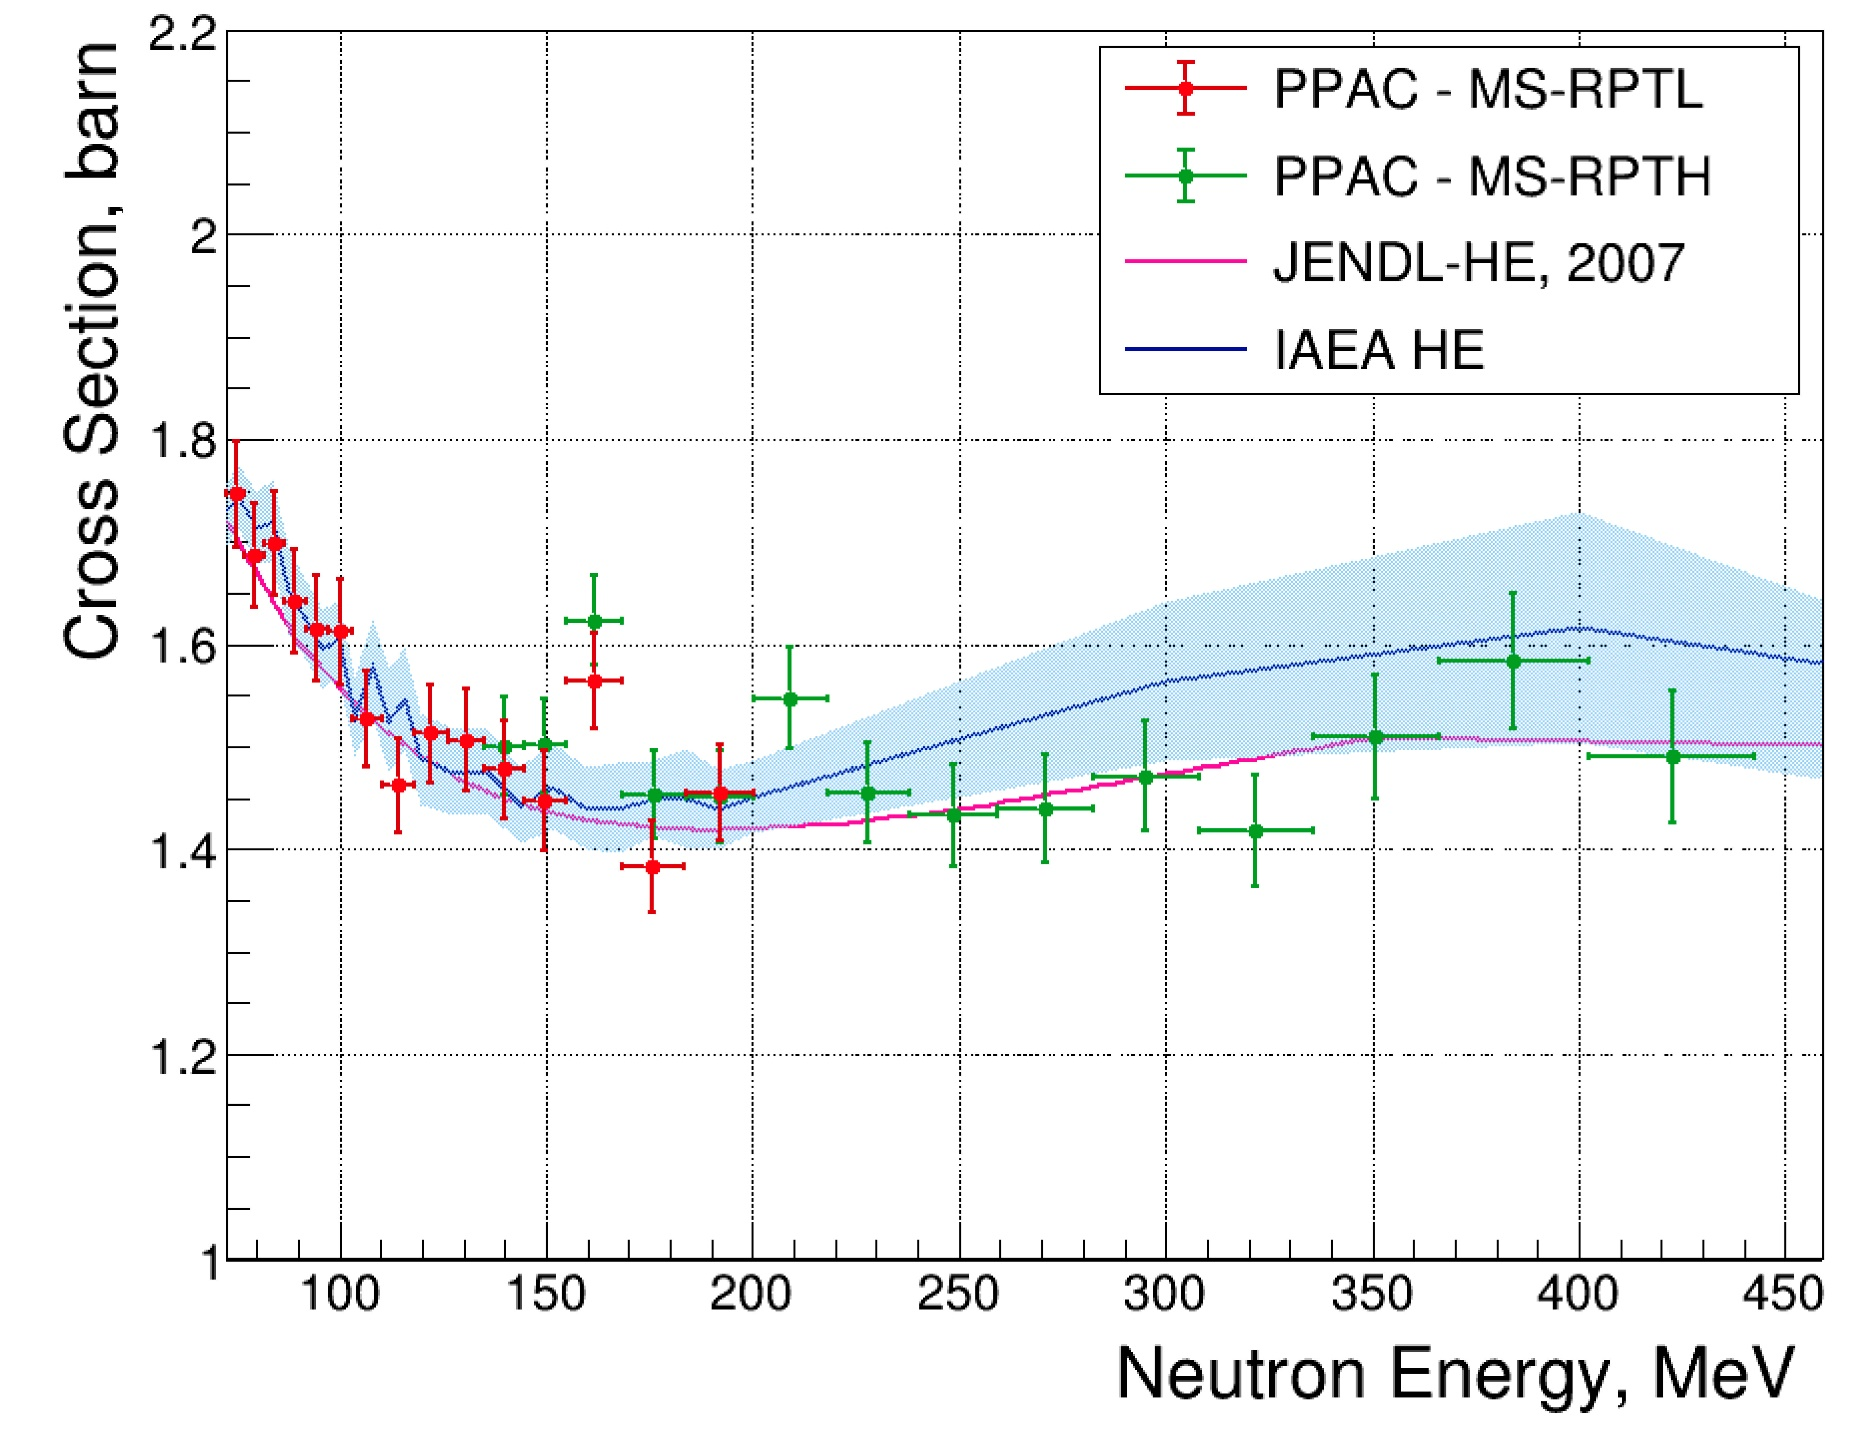 Cross Section, barn
2.2
2
1.8
1.6
1.4
1.2
1
PPAC - MS-RPTL
PPAC - MS-RPTH
JENDL-HE, 2007
IAEA HE
100 150 200 250 300 350 400 450
Neutron Energy, MeV